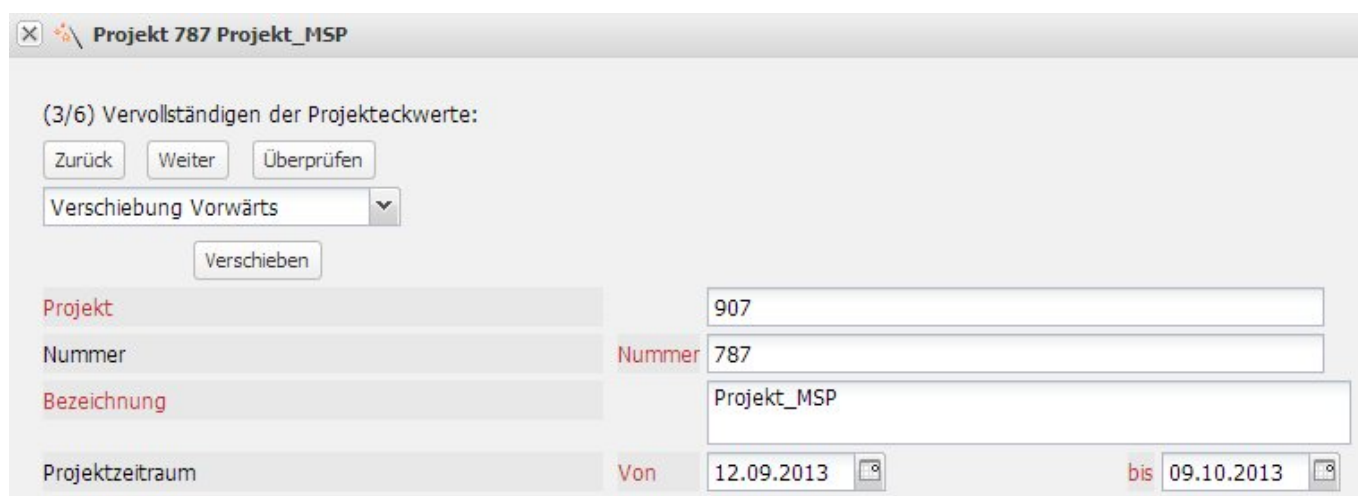 Projekt 787 Projekt_MSP
(3/6) Vervollständigen der Projekteckwerte:
Zurück Weiter Überprüfen
Verschiebung Vorwärts
Verschieben
Projekt 907
Nummer Nummer 787
Bezeichnung Projekt_MSP
Projektzeitraum Von 12.09.2013 bis 09.10.2013